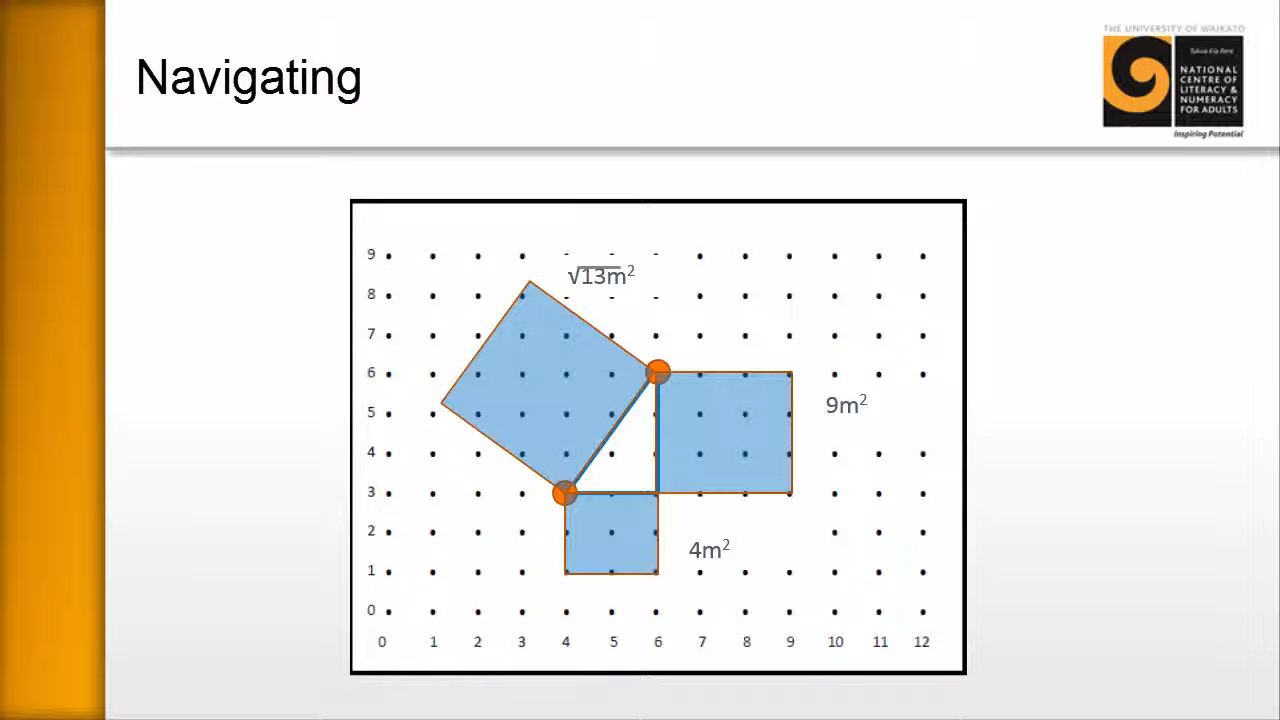 Navigating
THE UNIVERSITY OF WAIKATO
NATIONAL
CENTRE OF
LITERACY &
NUMERACY
FOR ADULTS
Inspiring Potential
9
√13m²
8
7
6
9m²
5
4
3
2
4m²
1
0
0 1 2 3 4 5 6 7 8 9 10 11 12